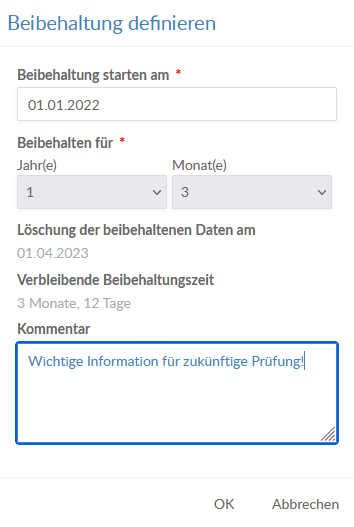 Beibehaltung definieren
Beibehaltung starten am *
01.01.2022
Beibehalten für *
Jahr(e) Monat(e)
1 3
Löschung der beibehaltenen Daten am
01.04.2023
Verbleibende Beibehaltungszeit
3 Monate, 12 Tage
Kommentar
Wichtige Information für zukünftige Prüfung!
OK Abbrechen